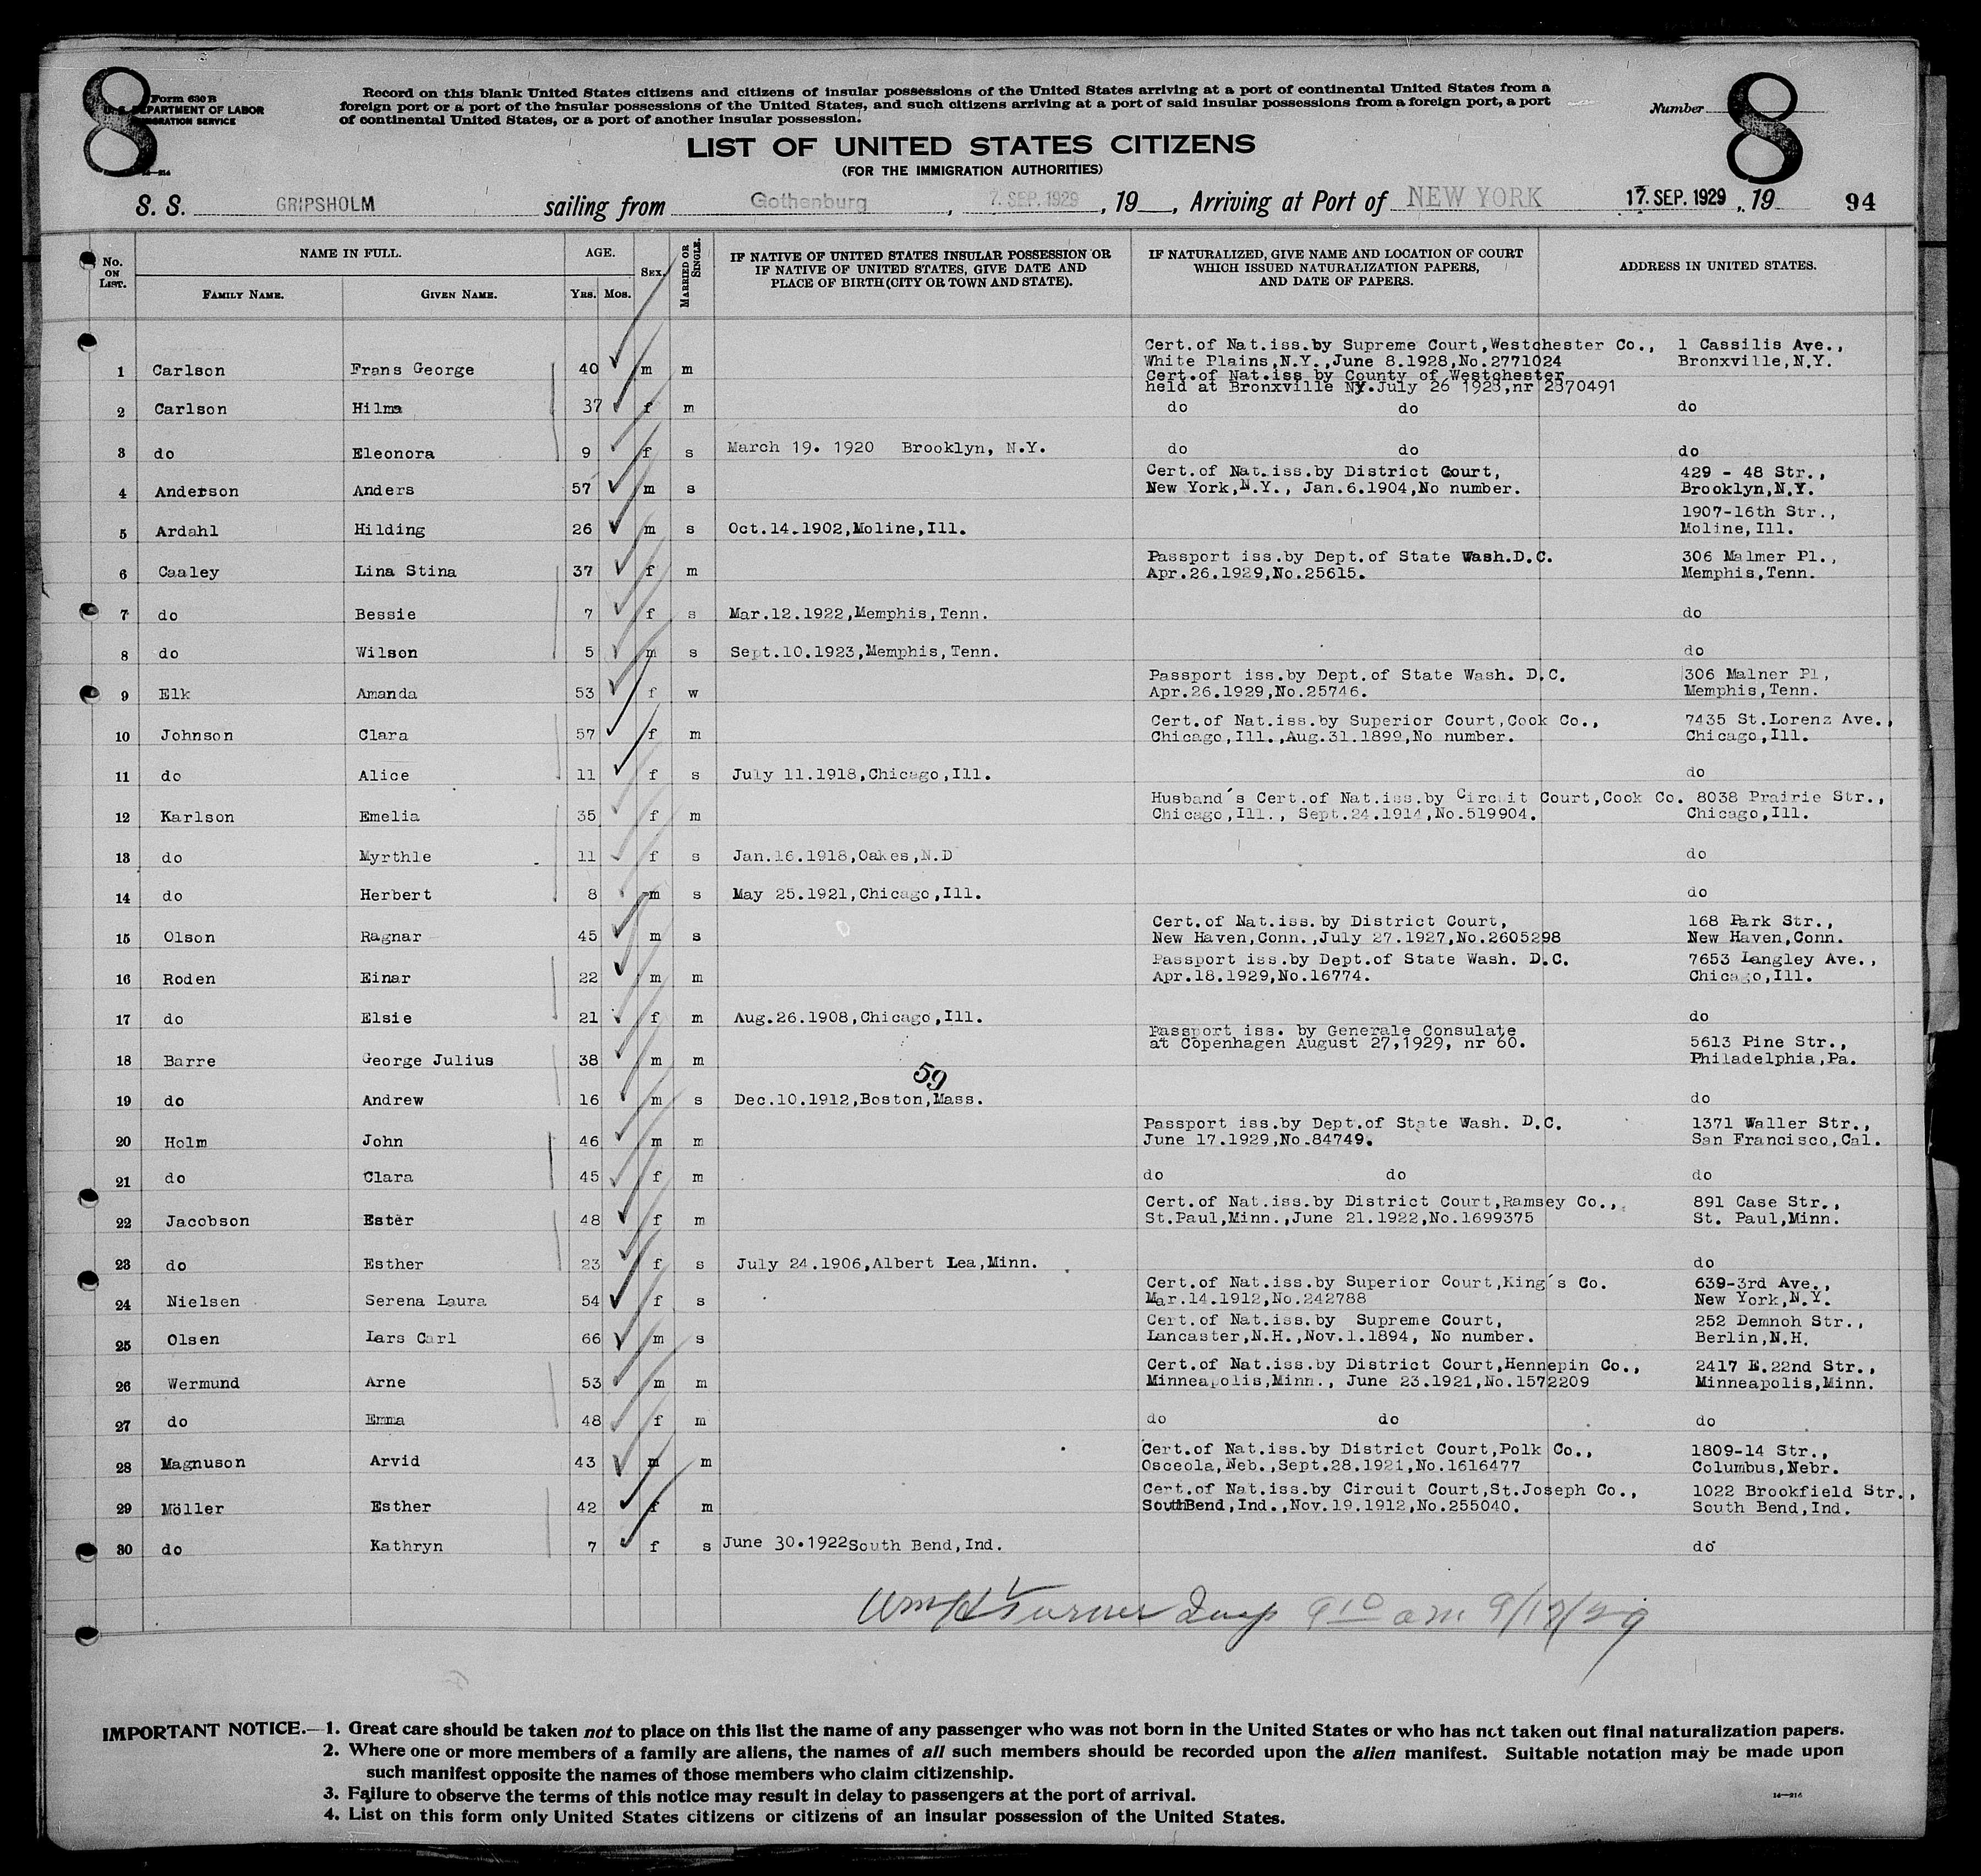 8
Form 630 B
U. S. DEPARTMENT OF LABOR
IMMIGRATION SERVICE
Record on this blank United States citizens and citizens of insular possessions of the United States arriving at a port of continental United States from a
foreign port or a port of the insular possessions of the United States, and such citizens arriving at a port of said insular possessions from a foreign port, a port
of continental United States, or a port of another insular possession.
Number 8
LIST OF UNITED STATES CITIZENS
(FOR THE IMMIGRATION AUTHORITIES)
S. S. GRIPSHOLM sailing from Gothenburg, 7. SEP. 1929, 19__, Arriving at Port of NEW YORK 17. SEP. 1929, 19 94
No. ON LIST. NAME IN FULL. FAMILY NAME. GIVEN NAME. AGE. YRS. MOS. SEX. MARRIED OR SINGLE. IF NATIVE OF UNITED STATES INSULAR POSSESSION OR IF NATIVE OF UNITED STATES, GIVE DATE AND PLACE OF BIRTH (CITY OR TOWN AND STATE). IF NATURALIZED, GIVE NAME AND LOCATION OF COURT WHICH ISSUED NATURALIZATION PAPERS, AND DATE OF PAPERS. ADDRESS IN UNITED STATES.
Cert.of Nat.iss.by Supreme Court,Westchester Co., 1 Cassilis Ave.,
1 Carlson Frans George 40 m m White Plains,N.Y.,June 8.1928,No.2771024 Bronxville,N.Y.
Cert.of Nat.iss by County of Westchester
held at Bronxville NY.July 26 1923,nr 2370491
2 Carlson Hilma 37 f m do do do
3 do Eleonora 9 f s March 19. 1920 Brooklyn, N.Y. do do do
Cert.of Nat.iss.by District Court, 429 - 48 Str.,
4 Anderson Anders 57 m s New York,N.Y., Jan.6.1904,No number. Brooklyn,N.Y.
1907-16th Str.,
5 Ardahl Hilding 26 m s Oct.14.1902,Moline,Ill. Moline,Ill.
Passport iss.by Dept.of State Wash.D.C. 306 Malmer Pl.,
6 Caaley Lina Stina 37 f m Apr.26.1929,No.25615. Memphis,Tenn.
7 do Bessie 7 f s Mar.12.1922,Memphis,Tenn. do
8 do Wilson 5 m s Sept.10.1923,Memphis,Tenn. do
Passport iss.by Dept.of State Wash. D.C. 306 Malner Pl,
9 Elk Amanda 53 f w Apr.26.1929,No.25746. Memphis,Tenn.
Cert.of Nat.iss.by Superior Court,Cook Co., 7435 St.Lorenz Ave.,
10 Johnson Clara 57 f m Chicago,Ill.,Aug.31.1899,No number. Chicago,Ill.
11 do Alice 11 f s July 11.1918,Chicago,Ill. do
Husband's Cert.of Nat.iss.by Circuit Court,Cook Co. 8038 Prairie Str.,
12 Karlson Emelia 35 f m Chicago,Ill., Sept.24.1914,No.519904. Chicago,Ill.
13 do Myrthle 11 f s Jan.16.1918,Oakes,N.D do
14 do Herbert 8 m s May 25.1921,Chicago,Ill. do
Cert.of Nat.iss.by District Court, 168 Park Str.,
15 Olson Ragnar 45 m s New Haven,Conn.,July 27.1927,No.2605298 New Haven,Conn.
Passport iss.by Dept.of State Wash. D.C. 7653 Langley Ave.,
16 Roden Einar 22 m m Apr.18.1929,No.16774. Chicago,Ill.
17 do Elsie 21 f m Aug.26.1908,Chicago,Ill. do
Passport iss. by Generale Consulate
at Copenhagen August 27,1929, nr 60. 5613 Pine Str.,
18 Barre George Julius 38 m m Philadelphia,Pa.
59
19 do Andrew 16 m s Dec.10.1912,Boston,Mass. do
Passport iss.by Dept.of State Wash. D.C. 1371 Waller Str.,
20 Holm John 46 m m June 17.1929,No.84749. San Francisco,Cal.
21 do Clara 45 f m do do do
Cert.of Nat.iss.by District Court,Ramsey Co., 891 Case Str.,
22 Jacobson Ester 48 f m St.Paul,Minn.,June 21.1922,No.1699375 St. Paul,Minn.
23 do Esther 23 f s July 24.1906,Albert Lea,Minn. do
Cert.of Nat.iss.by Superior Court,King's Co. 639-3rd Ave.,
24 Nielsen Serena Laura 54 f s Mar.14.1912,No.242788 New York,N.Y.
Cert.of Nat.iss.by Supreme Court, 252 Demnoh Str.,
25 Olsen Lars Carl 66 m s Lancaster,N.H.,Nov.1.1894, No number. Berlin,N.H.
Cert.of Nat.iss.by District Court,Hennepin Co., 2417 E.22nd Str.,
26 Wermund Arne 53 m m Minneapolis,Minn., June 23.1921,No.1572209 Minneapolis,Minn.
27 do Emma 48 f m do do do
Cert.of Nat.iss.by District Court,Polk Co., 1809-14 Str.,
28 Magnuson Arvid 43 m m Osceola,Neb.,Sept.28.1921,No.1616477 Columbus,Nebr.
Cert.of Nat.iss.by Circuit Court,St.Joseph Co., 1022 Brookfield Str.,
29 Möller Esther 42 f m SouthBend,Ind.,Nov.19.1912,No.255040. South Bend,Ind.
30 do Kathryn 7 f s June 30.1922South Bend,Ind. do
Turner Insp 9 10 am 9/17/29
IMPORTANT NOTICE.—1. Great care should be taken not to place on this list the name of any passenger who was not born in the United States or who has not taken out final naturalization papers.
2. Where one or more members of a family are aliens, the names of all such members should be recorded upon the alien manifest. Suitable notation may be made upon
such manifest opposite the names of those members who claim citizenship.
3. Failure to observe the terms of this notice may result in delay to passengers at the port of arrival.
14—214
4. List on this form only United States citizens or citizens of an insular possession of the United States.